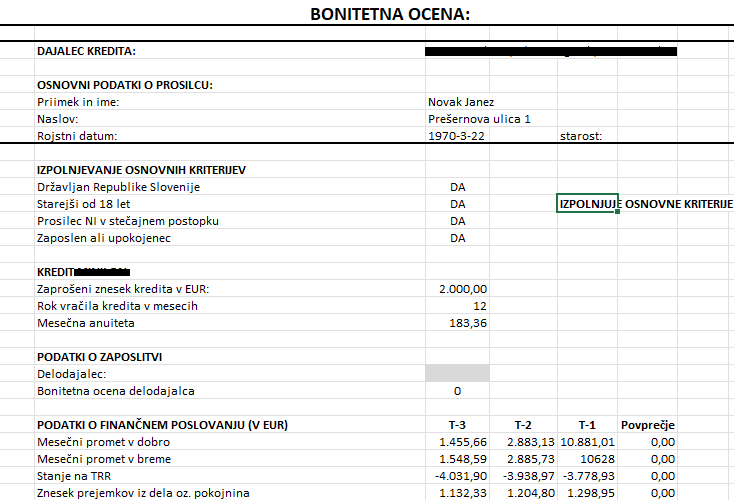 BONITETNA OCENA:
DAJALEC KREDITA:
OSNOVNI PODATKI O PROSILCU:
Priimek in ime: Novak Janez
Naslov: Prešernova ulica 1
Rojstni datum: 1970-3-22 starost:
IZPOLNJEVANJE OSNOVNIH KRITERIJEV
Državljan Republike Slovenije DA
Starejši od 18 let DA IZPOLNJUJE OSNOVNE KRITERIJE
Prosilec NI v stečajnem postopku DA
Zaposlen ali upokojenec DA
KREDIT
Zaprošeni znesek kredita v EUR: 2.000,00
Rok vračila kredita v mesecih 12
Mesečna anuiteta 183,36
PODATKI O ZAPOSLITVI
Delodajalec:
Bonitetna ocena delodajalca 0
PODATKI O FINANČNEM POSLOVANJU (V EUR) T-3 T-2 T-1 Povprečje
Mesečni promet v dobro 1.455,66 2.883,13 10.881,01 0,00
Mesečni promet v breme 1.548,59 2.885,73 10628 0,00
Stanje na TRR -4.031,90 -3.938,97 -3.778,93 0,00
Znesek prejemkov iz dela oz. pokojnina 1.132,33 1.204,80 1.298,95 0,00